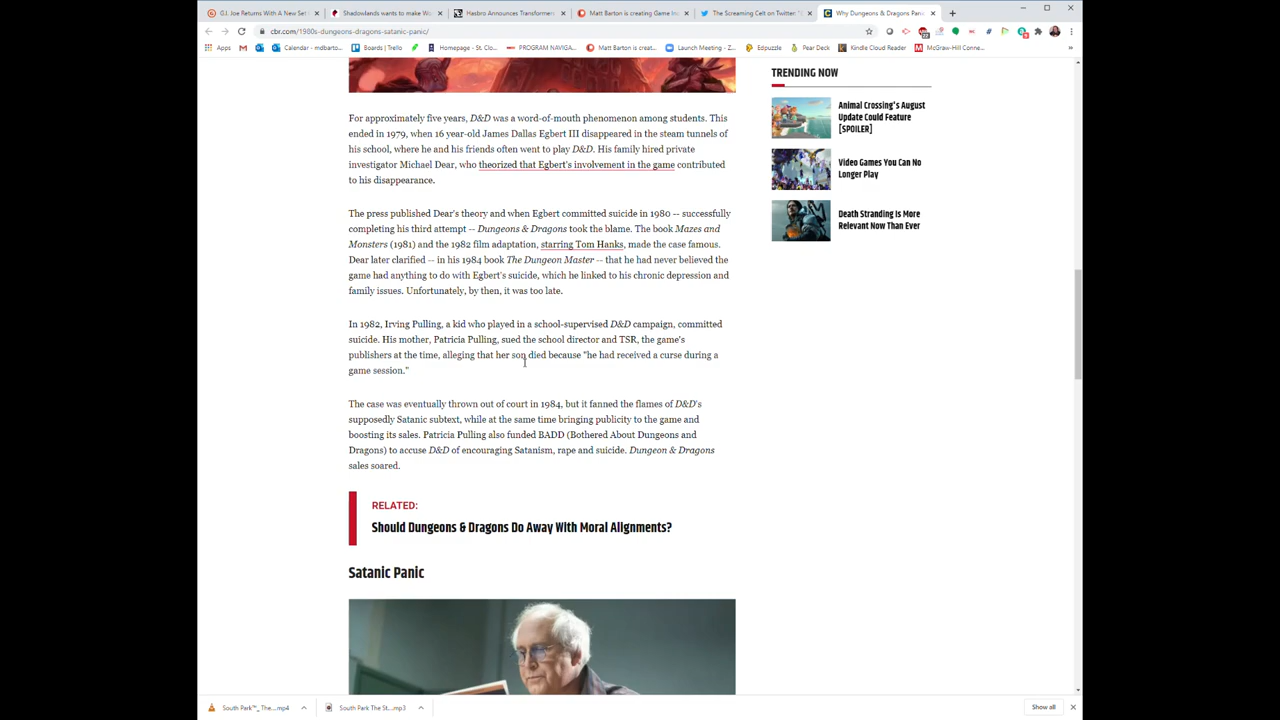 G.I. Joe Returns With A New Set
Shadowlands wants to make Wo
Hasbro Announces Transformers
Matt Barton is creating Game In
The Screaming Celt on Twitter: "
Why Dungeons & Dragons Pan
cbr.com/1980s-dungeons-dragons-satanic-panic/
Apps
Calendar - mdbarto...
Boards | Trello
Homepage - St. Clo...
PROGRAM NAVIGA...
Matt Barton is creat...
Launch Meeting - Z...
Edpuzzle
Pear Deck
Kindle Cloud Reader
McGraw-Hill Conne...
»
TRENDING NOW
Animal Crossing's August
Update Could Feature
[SPOILER]
Video Games You Can No
Longer Play
Death Stranding Is More
Relevant Now Than Ever
For approximately five years, D&D was a word-of-mouth phenomenon among students. This
ended in 1979, when 16 year-old James Dallas Egbert III disappeared in the steam tunnels of
his school, where he and his friends often went to play D&D. His family hired private
investigator Michael Dear, who theorized that Egbert's involvement in the game contributed
to his disappearance.
The press published Dear's theory and when Egbert committed suicide in 1980 -- successfully
completing his third attempt -- Dungeons & Dragons took the blame. The book Mazes and
Monsters (1981) and the 1982 film adaptation, starring Tom Hanks, made the case famous.
Dear later clarified -- in his 1984 book The Dungeon Master -- that he had never believed the
game had anything to do with Egbert's suicide, which he linked to his chronic depression and
family issues. Unfortunately, by then, it was too late.
In 1982, Irving Pulling, a kid who played in a school-supervised D&D campaign, committed
suicide. His mother, Patricia Pulling, sued the school director and TSR, the game's
publishers at the time, alleging that her son died because "he had received a curse during a
game session."
The case was eventually thrown out of court in 1984, but it fanned the flames of D&D's
supposedly Satanic subtext, while at the same time bringing publicity to the game and
boosting its sales. Patricia Pulling also funded BADD (Bothered About Dungeons and
Dragons) to accuse D&D of encouraging Satanism, rape and suicide. Dungeon & Dragons
sales soared.
RELATED:
Should Dungeons & Dragons Do Away With Moral Alignments?
Satanic Panic
South Park™_ The....mp4
South Park The St....mp3
Show all